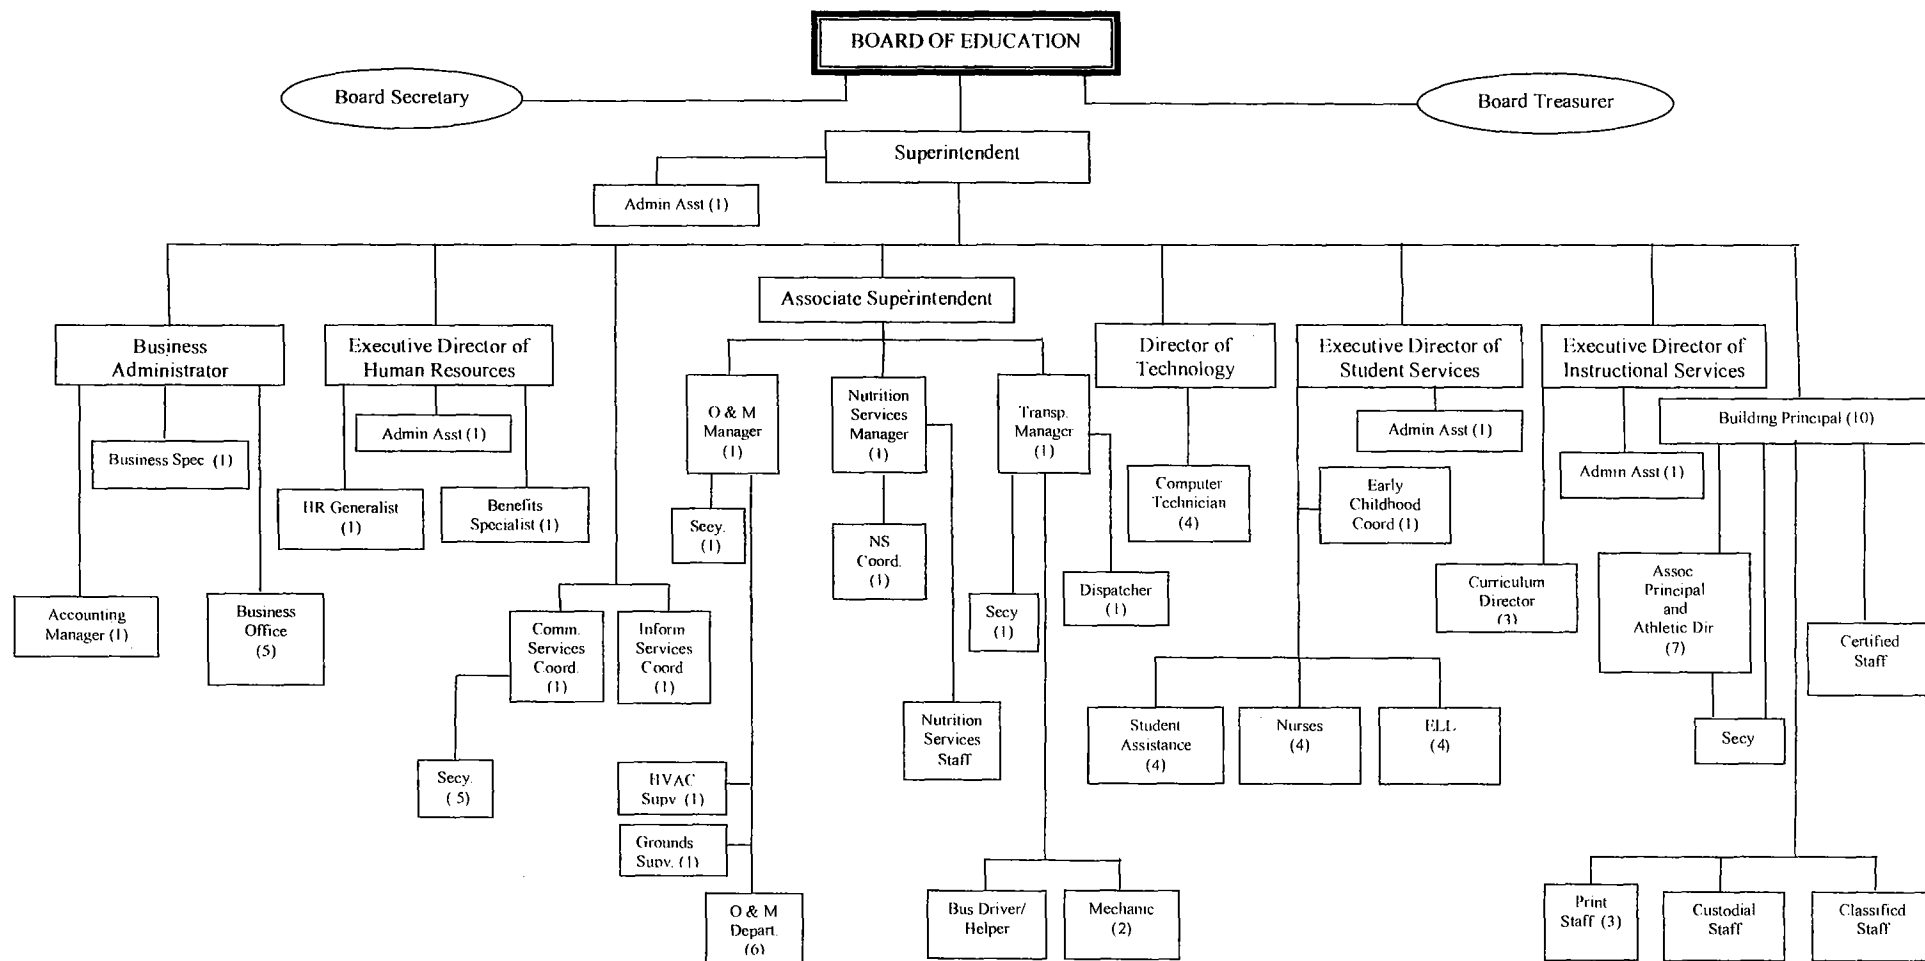 BOARD OF EDUCATION
Board Secretary
Board Treasurer
Superintendent
Admin Asst (1)
Associate Superintendent
Business
Administrator
Executive Director of
Human Resources
Director of
Technology
Executive Director of
Student Services
Executive Director of
Instructional Services
Building Principal (10)
O & M
Manager
(1)
Nutrition
Services
Manager
(1)
Transp.
Manager
(1)
Admin Asst (1)
Admin Asst (1)
Business Spec (1)
Admin Asst (1)
HR Generalist
(1)
Benefits
Specialist (1)
Secy.
(1)
NS
Coord.
(1)
Computer
Technician
(4)
Early
Childhood
Coord (1)
Accounting
Manager (1)
Business
Office
(5)
Comm.
Services
Coord.
(1)
Inform
Services
Coord
(1)
Secy
(1)
Dispatcher
(1)
Curriculum
Director
(3)
Assoc
Principal
and
Athletic Dir
(7)
Certified
Staff
Nutrition
Services
Staff
Student
Assistance
(4)
Nurses
(4)
ELL
(4)
Secy
Secy.
( 5)
HVAC
Supv (1)
Grounds
Supv. (1)
O & M
Depart.
(6)
Bus Driver/
Helper
Mechanic
(2)
Print
Staff (3)
Custodial
Staff
Classified
Staff